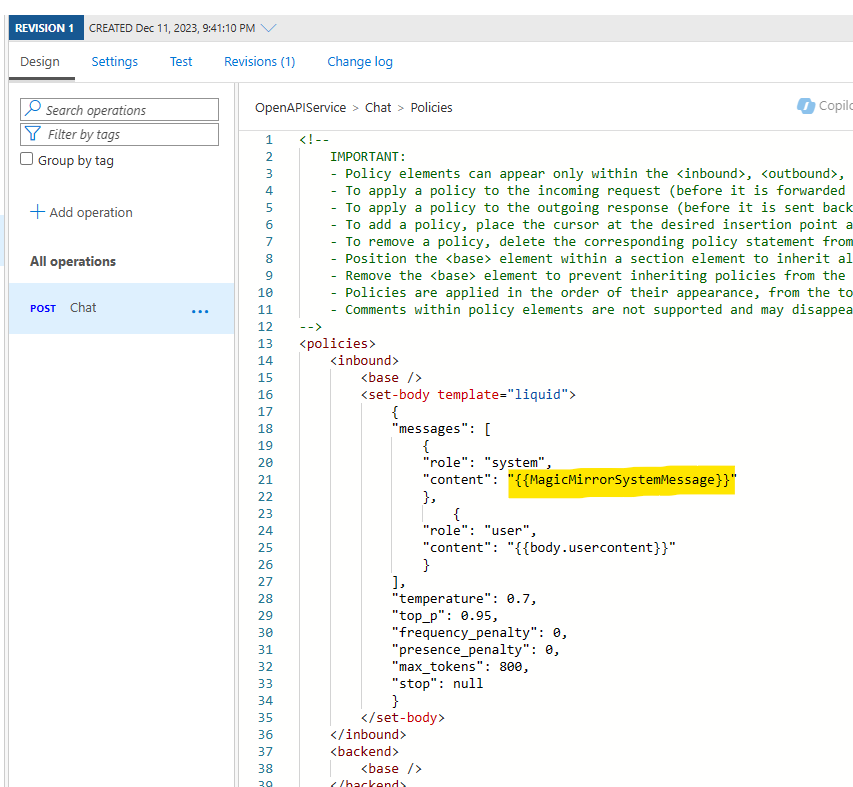 REVISION 1 CREATED Dec 11, 2023, 9:41:10 PM
Design Settings Test Revisions (1) Change log
Search operations
Filter by tags
Group by tag
Add operation
All operations
POST Chat ...
OpenAPIService > Chat > Policies
Copilo
1 <!--
2 IMPORTANT:
3 - Policy elements can appear only within the <inbound>, <outbound>,
4 - To apply a policy to the incoming request (before it is forwarded
5 - To apply a policy to the outgoing response (before it is sent back
6 - To add a policy, place the cursor at the desired insertion point a
7 - To remove a policy, delete the corresponding policy statement from
8 - Position the <base> element within a section element to inherit al
9 - Remove the <base> element to prevent inheriting policies from the
10 - Policies are applied in the order of their appearance, from the to
11 - Comments within policy elements are not supported and may disappea
12 -->
13 <policies>
14 <inbound>
15 <base />
16 <set-body template="liquid">
17 {
18 "messages": [
19 {
20 "role": "system",
21 "content": "{{MagicMirrorSystemMessage}}"
22 },
23 {
24 "role": "user",
25 "content": "{{body.usercontent}}"
26 }
27 ],
28 "temperature": 0.7,
29 "top_p": 0.95,
30 "frequency_penalty": 0,
31 "presence_penalty": 0,
32 "max_tokens": 800,
33 "stop": null
34 }
35 </set-body>
36 </inbound>
37 <backend>
38 <base />
39 </backend>